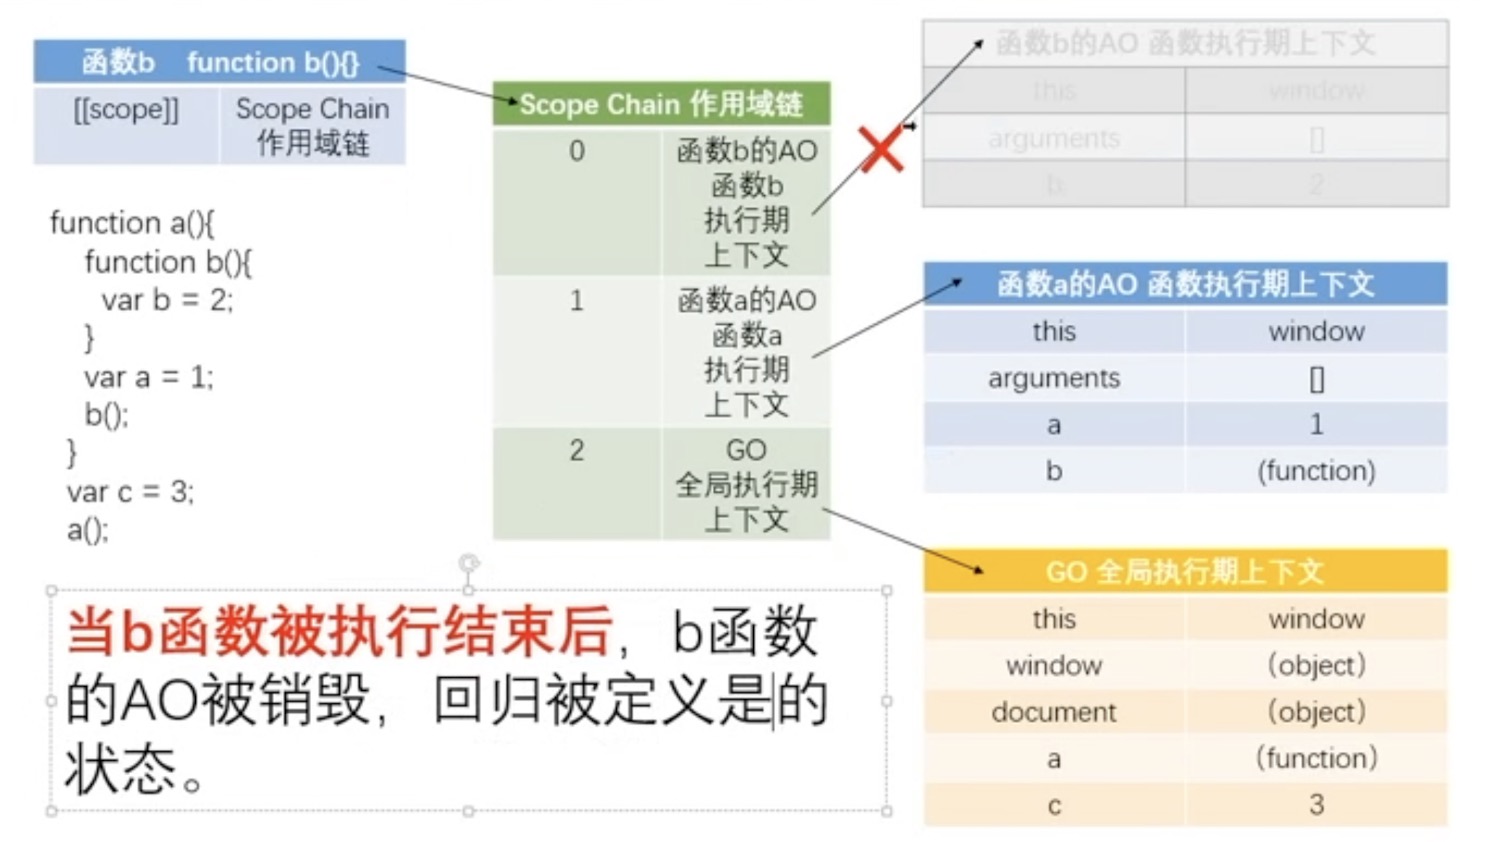 函数b function b(){}
[[scope]] Scope Chain
作用域链
function a(){
function b(){
var b = 2;
}
var a = 1;
b();
}
var c = 3;
a();
Scope Chain 作用域链
0 函数b的AO
函数b
执行期
上下文
1 函数a的AO
函数a
执行期
上下文
2 GO
全局执行期
上下文
函数b的AO 函数执行期上下文
this window
arguments []
b 2
函数a的AO 函数执行期上下文
this window
arguments []
a 1
b (function)
GO 全局执行期上下文
this window
window （object）
document （object）
a （function）
c 3
当b函数被执行结束后，b函数
的AO被销毁，回归被定义是的
状态。